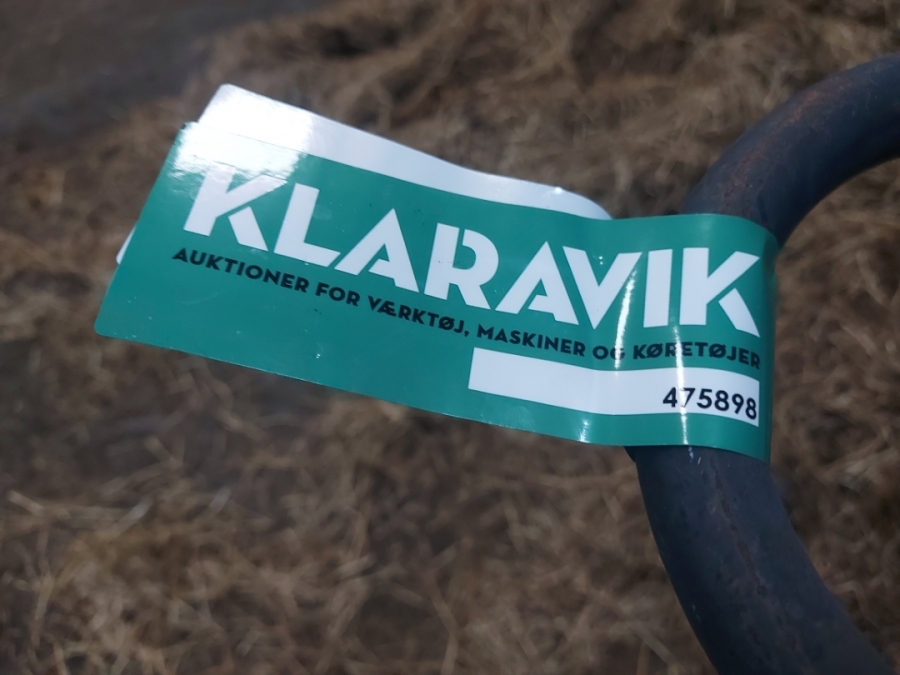 KLARAVIK
AUKTIONER FOR VÆRKTØJ, MASKINER OG KØRETØJER
475898